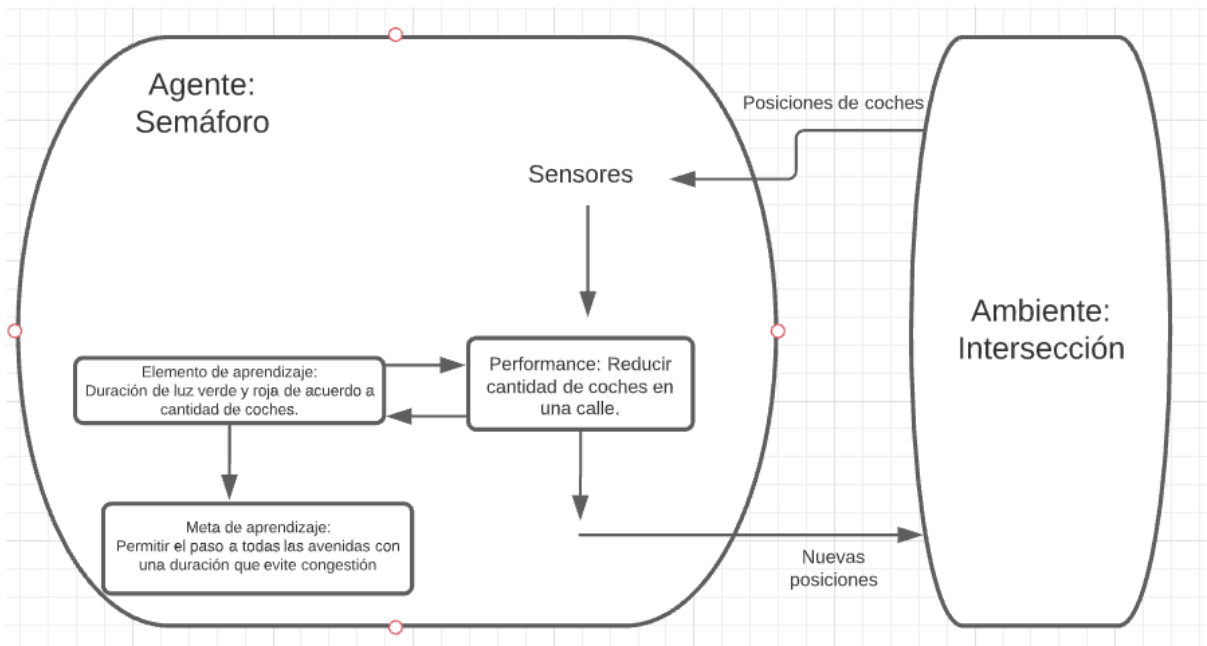 Agente:
Semáforo
Posiciones de coches
Sensores
Ambiente:
Intersección
Elemento de aprendizaje:
Duración de luz verde y roja de acuerdo a
cantidad de coches.
Performance: Reducir
cantidad de coches en
una calle.
Meta de aprendizaje:
Permitir el paso a todas las avenidas con
una duración que evite congestión
Nuevas
posiciones